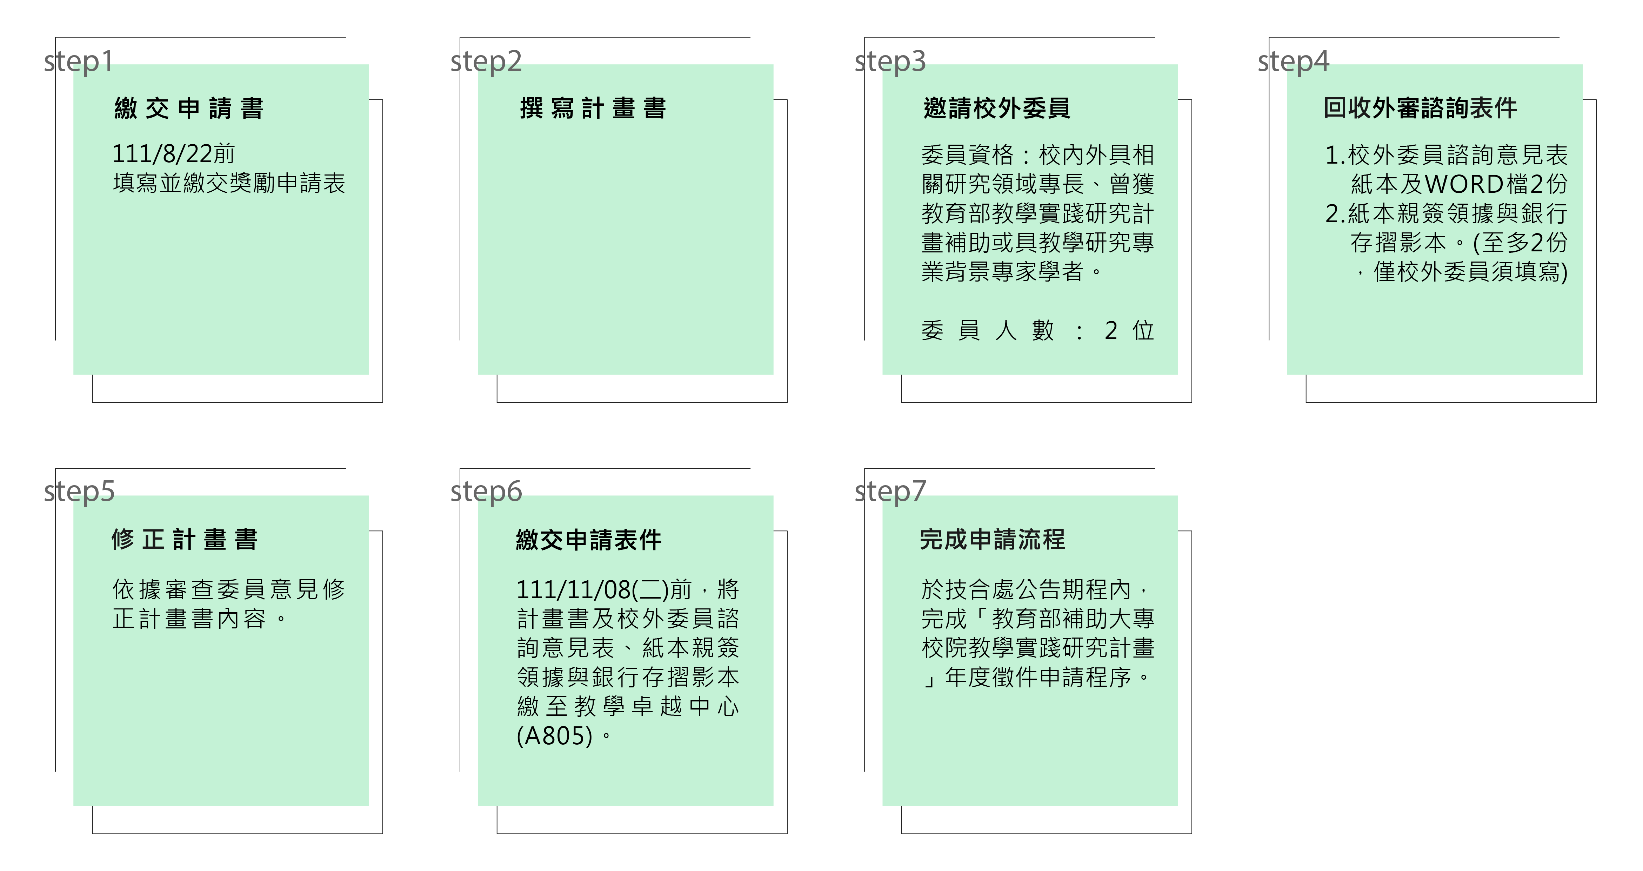 step1
繳交申請書
111/8/22前
填寫並繳交獎勵申請表
step2
撰寫計畫書
step3
邀請校外委員
委員資格：校內外具相
關研究領域專長、曾獲
教育部教學實踐研究計
畫補助或具教學研究專
業背景專家學者。
委員人數：2位
step4
回收外審諮詢表件
1.校外委員諮詢意見表
紙本及WORD檔2份
2.紙本親簽領據與銀行
存摺影本。(至多2份
，僅校外委員須填寫)
step5
修正計畫書
依據審查委員意見修
正計畫書內容。
step6
繳交申請表件
111/11/08(二)前，將
計畫書及校外委員諮
詢意見表、紙本親簽
領據與銀行存摺影本
繳至教學卓越中心
(A805)。
step7
完成申請流程
於技合處公告期程內，
完成「教育部補助大專
校院教學實踐研究計畫
」年度徵件申請程序。